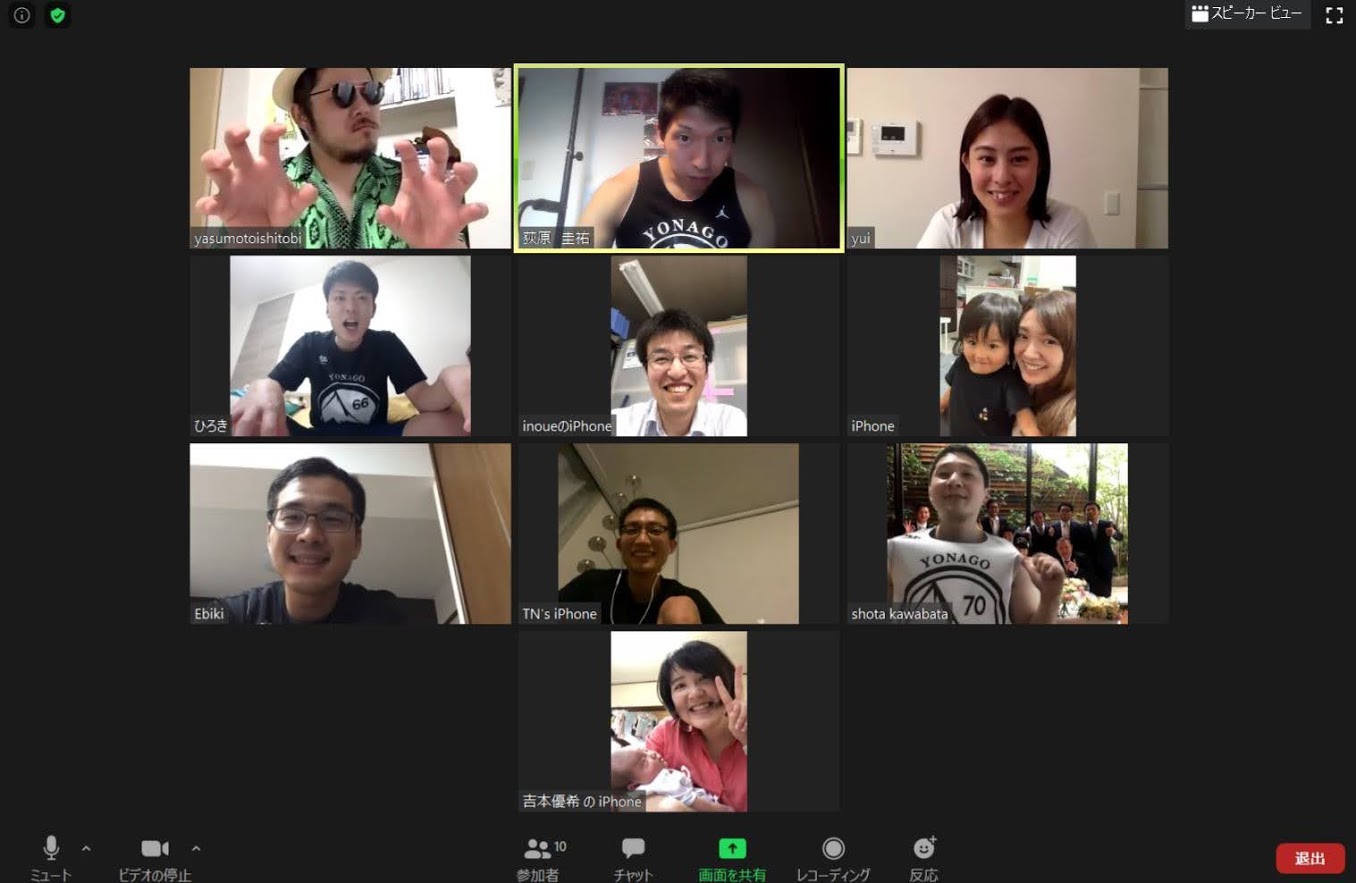 スピーカー ビュー
yasumotoishitobi
YONAGO
荻原 圭祐
yui
YONAGO
66
ひろき
inoueのiPhone
iPhone
Ebiki
TN's iPhone
YONAGO
70
shota kawabata
吉本優希 の iPhone
ミュート
ビデオの停止
10
参加者
チャット
画面を共有
レコーディング
反応
退出